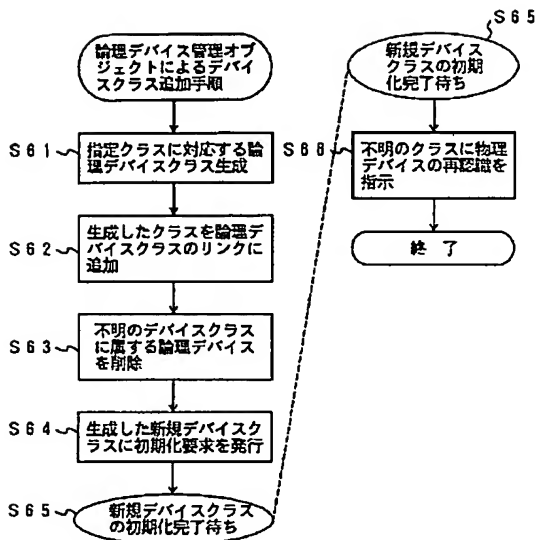 論理デバイス管理オブ
ジェクトによるデバイ
スクラス追加手順
S61
指定クラスに対応する論
理デバイスクラス生成
S62
生成したクラスを論理デ
バイスクラスのリンクに
追加
S63
不明のデバイスクラス
に属する論理デバイス
を削除
S64
生成した新規デバイスク
ラスに初期化要求を発行
S65
新規デバイスクラス
の初期化完了待ち
S65
新規デバイス
クラスの初期
化完了待ち
S66
不明のクラスに物理
デバイスの再認識を
指示
終了